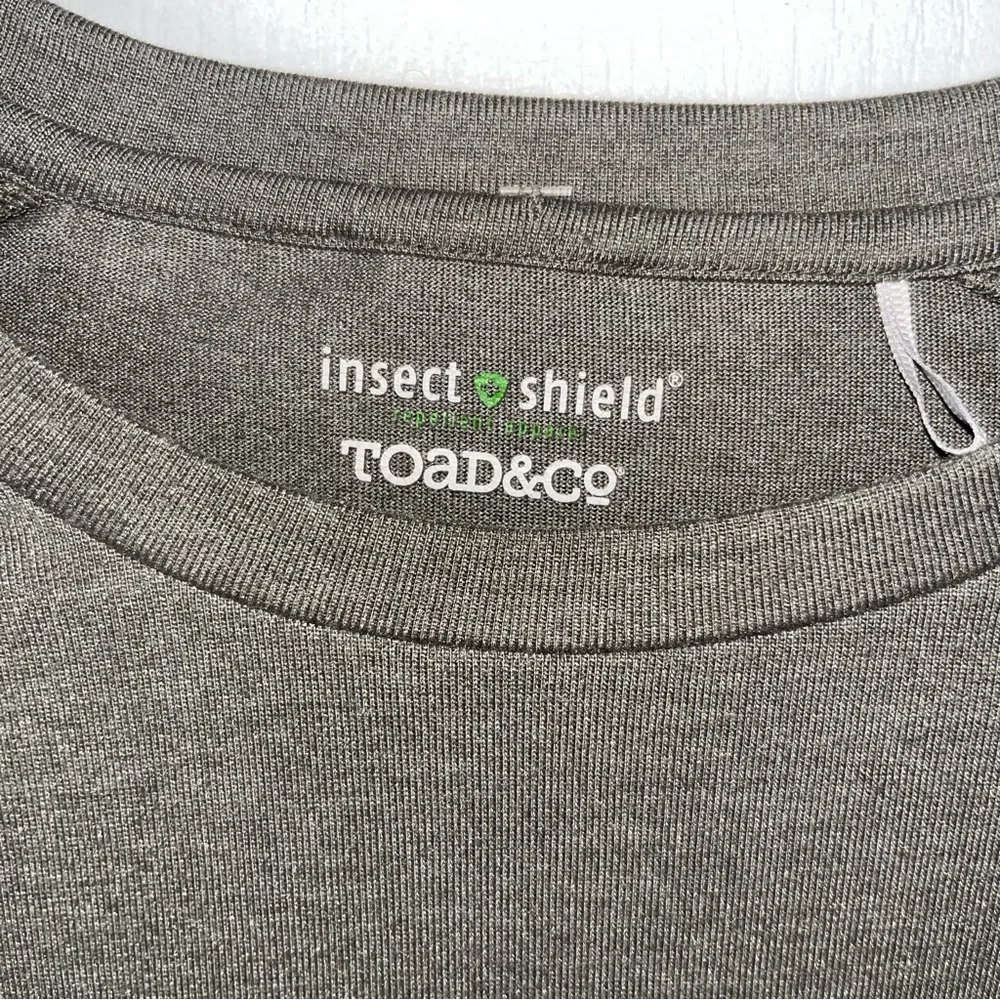 insect shield®
repellent apparel
TOAD&CO